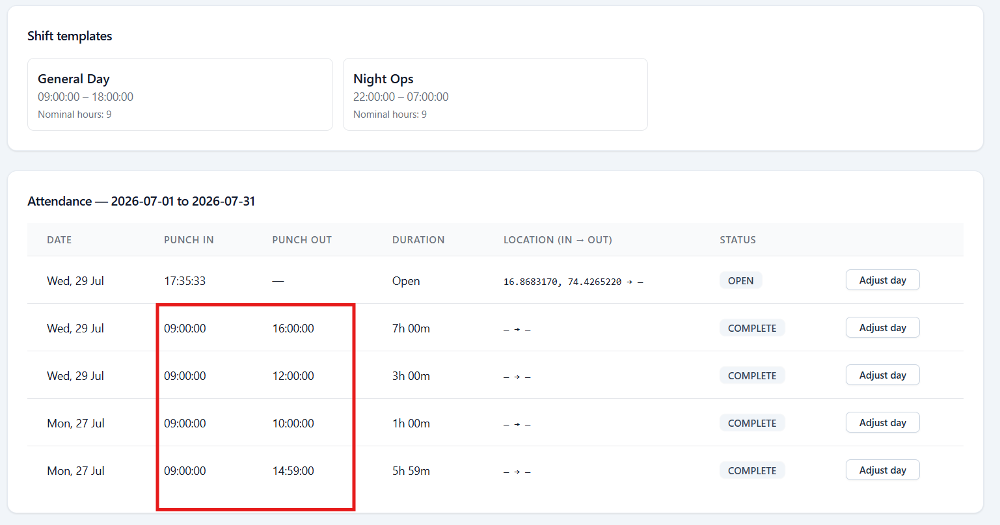 Shift templates
General Day
09:00:00 – 18:00:00
Nominal hours: 9
Night Ops
22:00:00 – 07:00:00
Nominal hours: 9
Attendance — 2026-07-01 to 2026-07-31
DATE PUNCH IN PUNCH OUT DURATION LOCATION (IN → OUT) STATUS
Wed, 29 Jul 17:35:33 — Open 16.8683170, 74.4265220 → — OPEN Adjust day
Wed, 29 Jul 09:00:00 16:00:00 7h 00m — → — COMPLETE Adjust day
Wed, 29 Jul 09:00:00 12:00:00 3h 00m — → — COMPLETE Adjust day
Mon, 27 Jul 09:00:00 10:00:00 1h 00m — → — COMPLETE Adjust day
Mon, 27 Jul 09:00:00 14:59:00 5h 59m — → — COMPLETE Adjust day